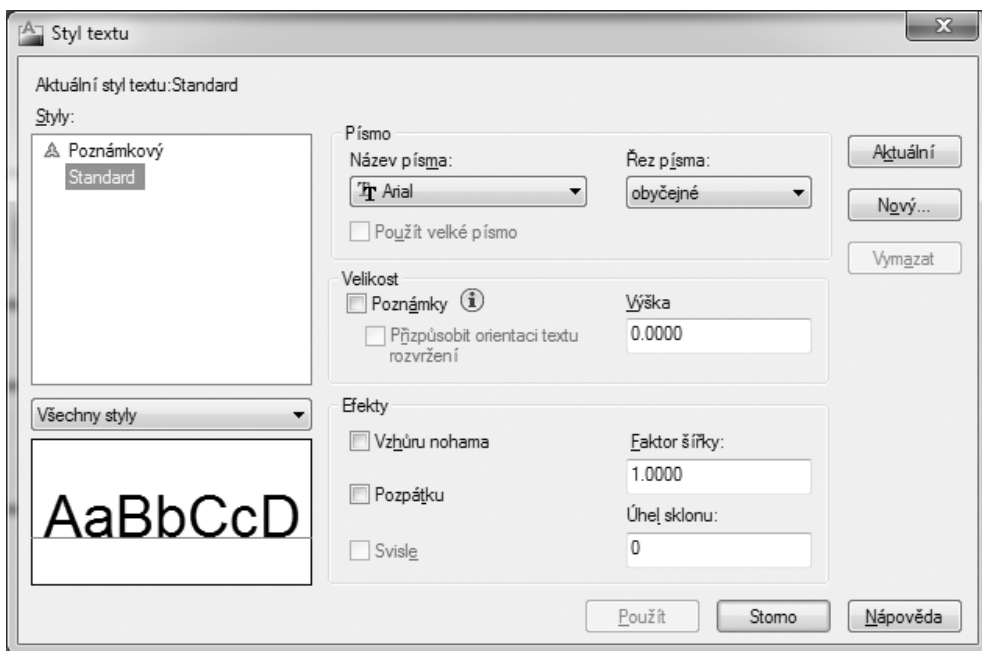 Styl textu
Aktuální styl textu:Standard
Styly:
Poznámkový
Standard
Všechny styly
AaBbCcD
Písmo
Název písma:
Arial
Použít velké písmo
Řez písma:
obyčejné
Velikost
Poznámky
Přizpůsobit orientaci textu
rozvržení
Výška
0.0000
Efekty
Vzhůru nohama
Pozpátku
Svisle
Faktor šířky:
1.0000
Úhel sklonu:
0
Aktuální
Nový...
Vymazat
Použít
Storno
Nápověda